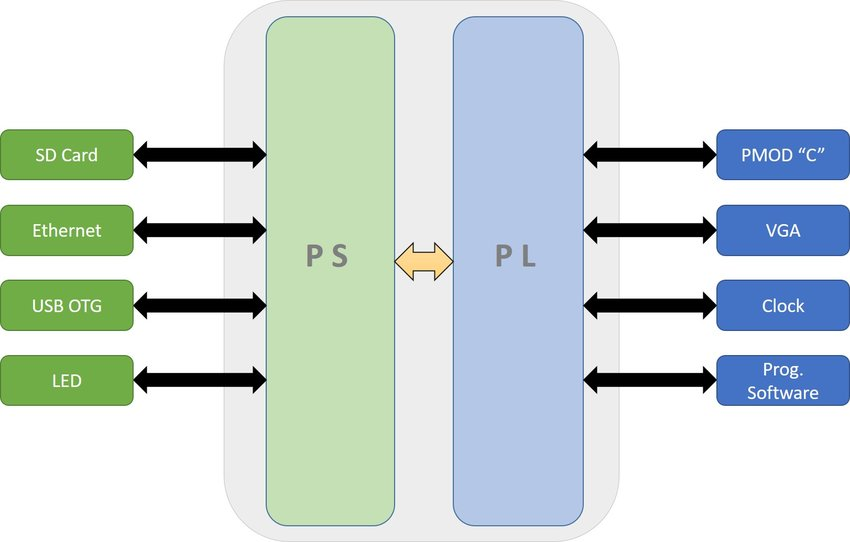 SD Card
Ethernet
USB OTG
LED
P S
P L
PMOD “C”
VGA
Clock
Prog.
Software